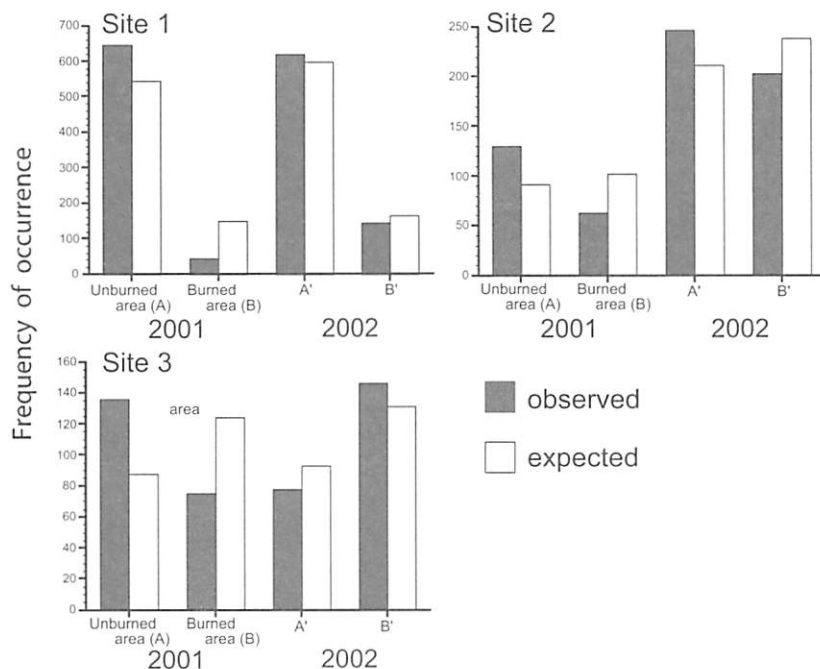 Frequency of occurrence
Site 1
700
600
500
400
300
200
100
0
Unburned
area (A)
Burned
area (B)
A'
B'
2001
2002
Site 2
250
200
150
100
50
0
Unburned
area (A)
Burned
area (B)
A'
B'
2001
2002
Site 3
area
160
140
120
100
80
60
40
20
0
Unburned
area (A)
Burned
area (B)
A'
B'
2001
2002
observed
expected